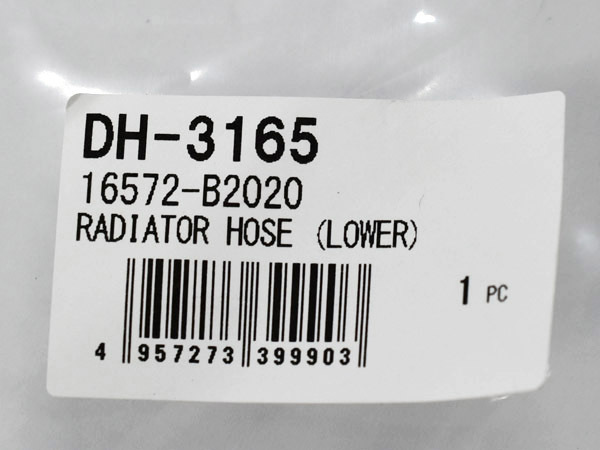 DH-3165
16572-B2020
RADIATOR HOSE (LOWER)
1 PC
4 957273 399903